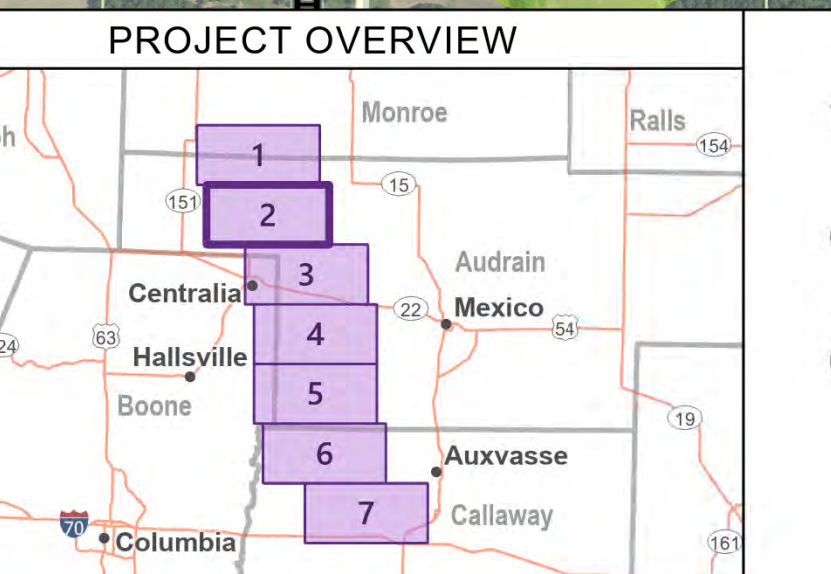 PROJECT OVERVIEW
Monroe
Ralls
ph
154
1
15
151
2
Audrain
3
Centralia
22
Mexico
54
63
4
24
Hallsville
5
Boone
19
6
Auxvasse
7
Callaway
70
Columbia
161